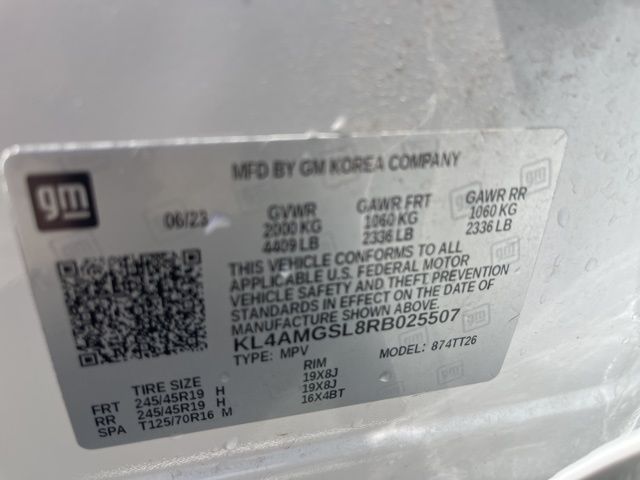 MFD BY GM KOREA COMPANY
gm
06/23 GVWR GAWR FRT GAWR RR
2000 KG 1060 KG 1060 KG
4409 LB 2336 LB 2336 LB
THIS VEHICLE CONFORMS TO ALL
APPLICABLE U.S. FEDERAL MOTOR
VEHICLE SAFETY AND THEFT PREVENTION
STANDARDS IN EFFECT ON THE DATE OF
MANUFACTURE SHOWN ABOVE.
KL4AMGSL8RB025507
TYPE: MPV MODEL: 874TT26
TIRE SIZE RIM
FRT 245/45R19 H 19X8J
RR 245/45R19 H 19X8J
SPA T125/70R16 M 16X4BT